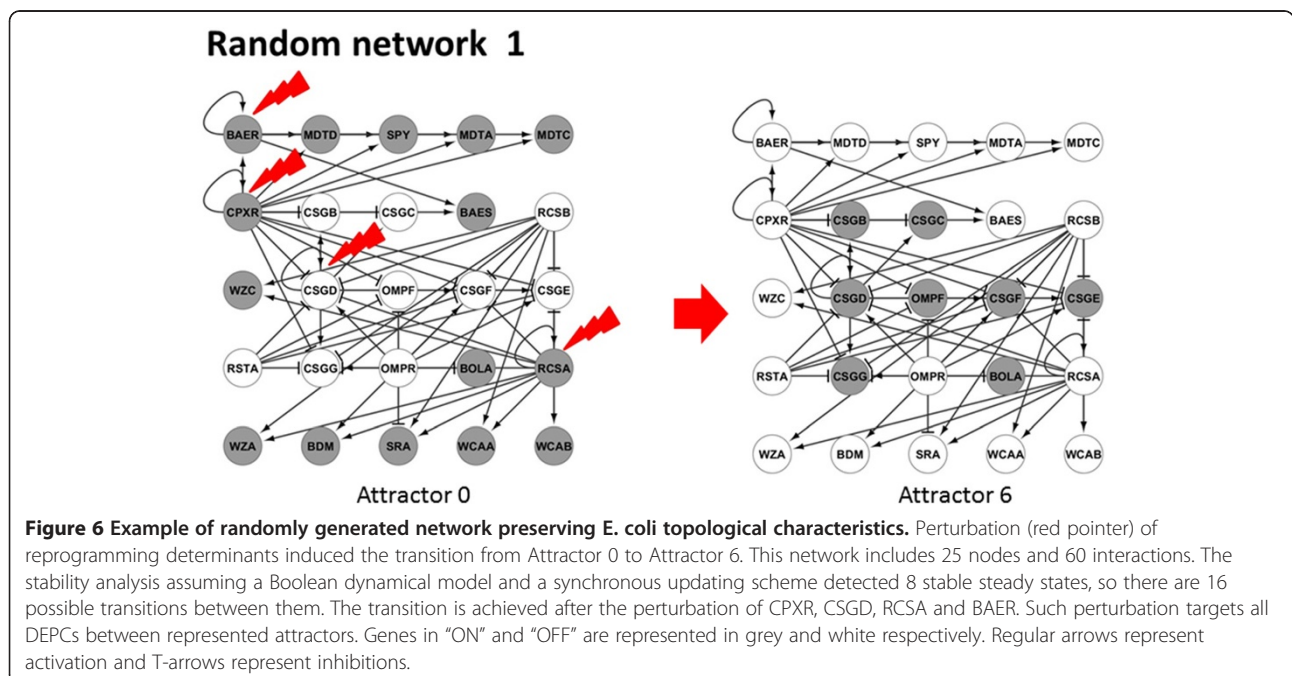 Random network 1
BAER MDTD SPY MDTA MDTC
CPXR CSGB CSGC BAES RCSB
WZC CSGD OMPF CSGF CSGE
RSTA CSGG OMPR BOLA RCSA
WZA BDM SRA WCAA WCAB
Attractor 0
BAER MDTD SPY MDTA MDTC
CPXR CSGB CSGC BAES RCSB
WZC CSGD OMPF CSGF CSGE
RSTA CSGG OMPR BOLA RCSA
WZA BDM SRA WCAA WCAB
Attractor 6
Figure 6 Example of randomly generated network preserving E. coli topological characteristics. Perturbation (red pointer) of
reprogramming determinants induced the transition from Attractor 0 to Attractor 6. This network includes 25 nodes and 60 interactions. The
stability analysis assuming a Boolean dynamical model and a synchronous updating scheme detected 8 stable steady states, so there are 16
possible transitions between them. The transition is achieved after the perturbation of CPXR, CSGD, RCSA and BAER. Such perturbation targets all
DEPCs between represented attractors. Genes in “ON” and “OFF” are represented in grey and white respectively. Regular arrows represent
activation and T-arrows represent inhibitions.